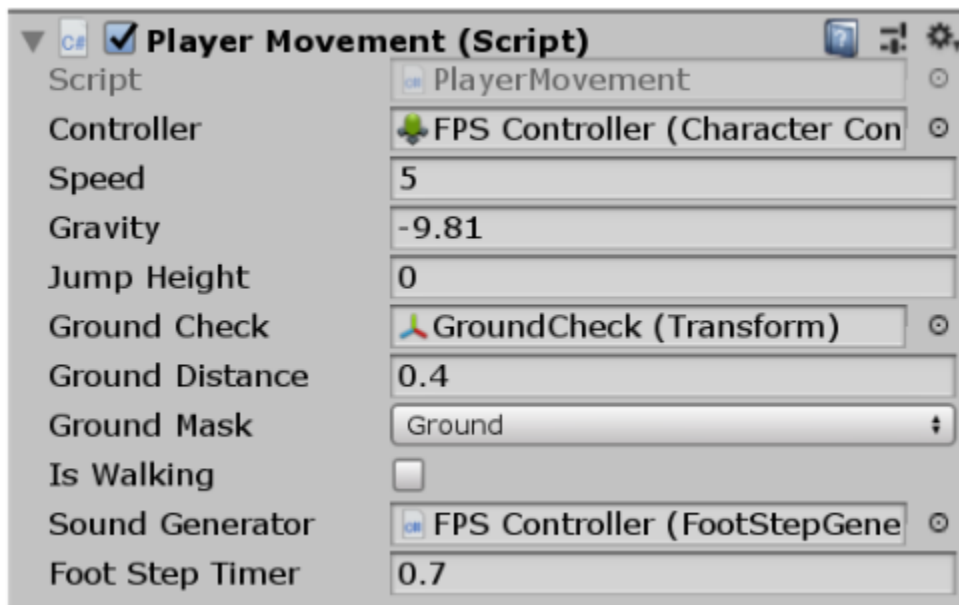 Player Movement (Script)
Script PlayerMovement
Controller FPS Controller (Character Con
Speed 5
Gravity -9.81
Jump Height 0
Ground Check GroundCheck (Transform)
Ground Distance 0.4
Ground Mask Ground
Is Walking
Sound Generator FPS Controller (FootStepGene
Foot Step Timer 0.7